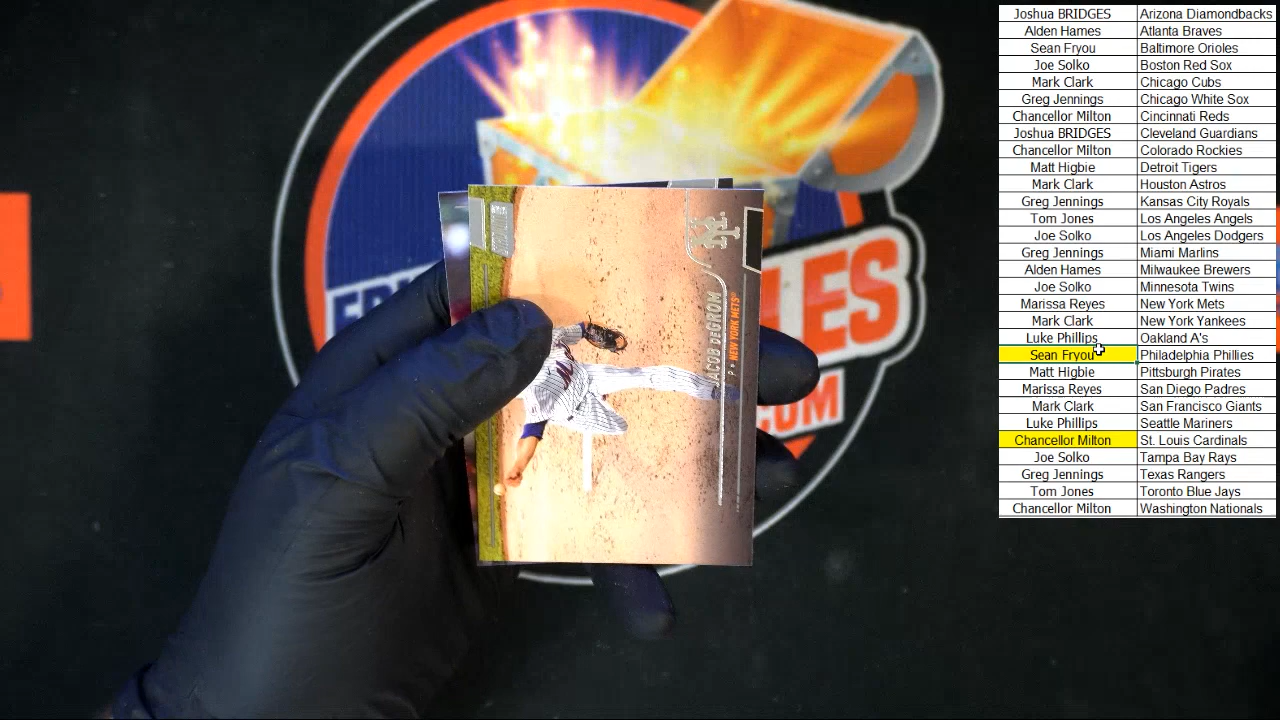 Joshua BRIDGES Arizona Diamondbacks
Alden Hames Atlanta Braves
Sean Fryou Baltimore Orioles
Joe Solko Boston Red Sox
Mark Clark Chicago Cubs
Greg Jennings Chicago White Sox
Chancellor Milton Cincinnati Reds
Joshua BRIDGES Cleveland Guardians
Chancellor Milton Colorado Rockies
Matt Higbie Detroit Tigers
Mark Clark Houston Astros
Greg Jennings Kansas City Royals
Tom Jones Los Angeles Angels
Joe Solko Los Angeles Dodgers
Greg Jennings Miami Marlins
Alden Hames Milwaukee Brewers
Joe Solko Minnesota Twins
Marissa Reyes New York Mets
Mark Clark New York Yankees
Luke Phillips Oakland A's
Sean Fryou Philadelphia Phillies
Matt Higbie Pittsburgh Pirates
Marissa Reyes San Diego Padres
Mark Clark San Francisco Giants
Luke Phillips Seattle Mariners
Chancellor Milton St. Louis Cardinals
Joe Solko Tampa Bay Rays
Greg Jennings Texas Rangers
Tom Jones Toronto Blue Jays
Chancellor Milton Washington Nationals
JACOB deGROM
P • NEW YORK METS